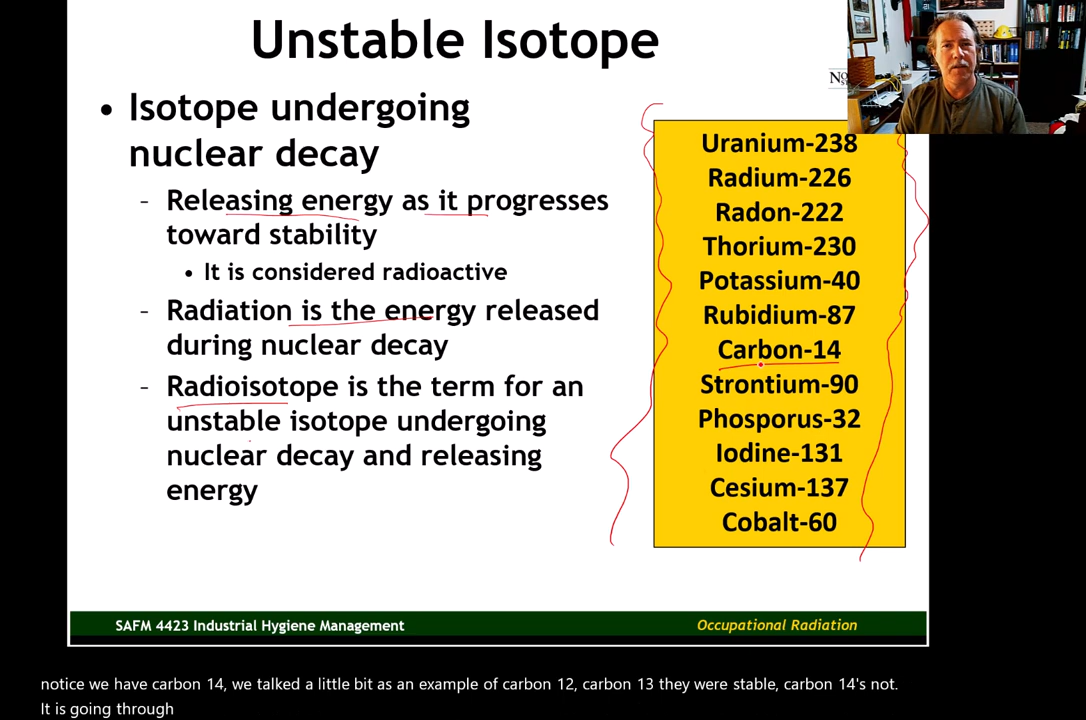 Unstable Isotope
• Isotope undergoing
nuclear decay
- Releasing energy as it progresses
toward stability
• It is considered radioactive
- Radiation is the energy released
during nuclear decay
- Radioisotope is the term for an
unstable isotope undergoing
nuclear decay and releasing
energy
Uranium-238
Radium-226
Radon-222
Thorium-230
Potassium-40
Rubidium-87
Carbon-14
Strontium-90
Phosporus-32
Iodine-131
Cesium-137
Cobalt-60
SAFM 4423 Industrial Hygiene Management
Occupational Radiation
notice we have carbon 14, we talked a little bit as an example of carbon 12, carbon 13 they were stable, carbon 14's not.
It is going through